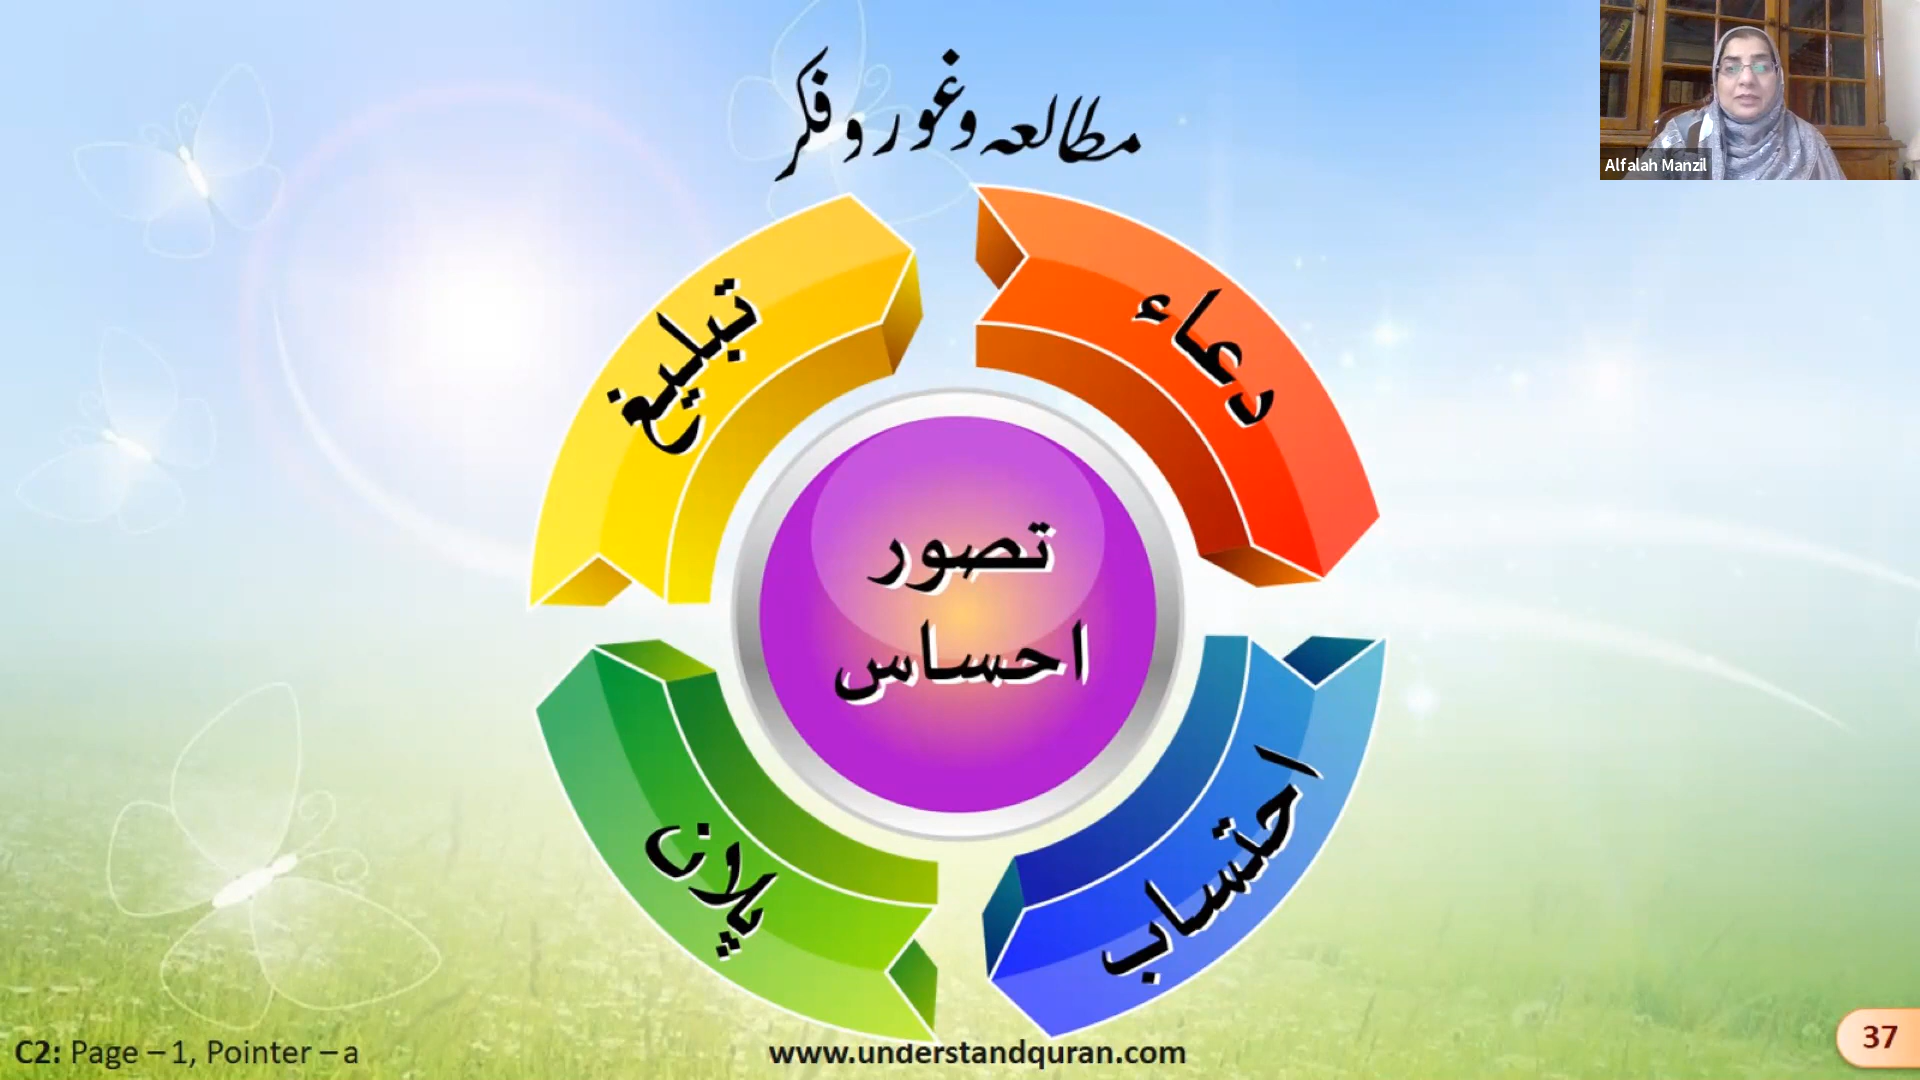 مطالعہ و غور و فکر
Alfalah Manzil
دعاء
تبلیغ
تصور
احساس
احتساب
پلان
C2: Page – 1, Pointer – a
www.understandquran.com
37